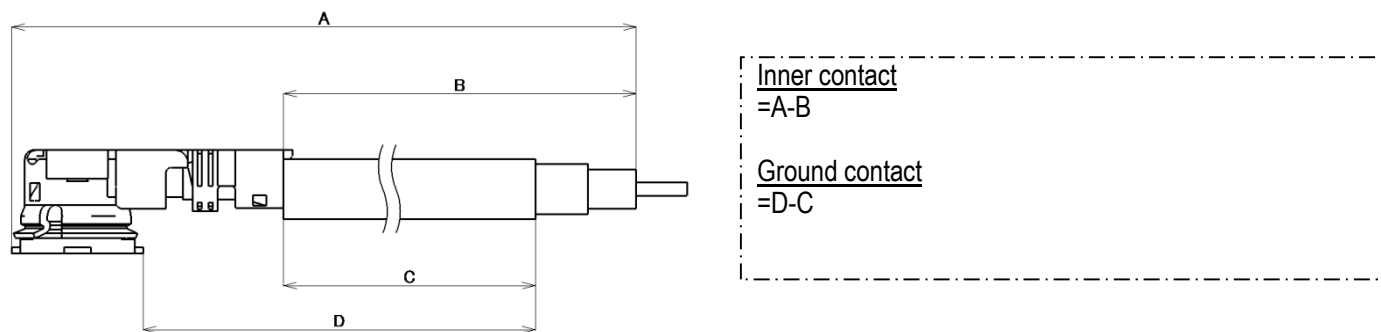 A
B
C
D
Inner contact
=A-B
Ground contact
=D-C